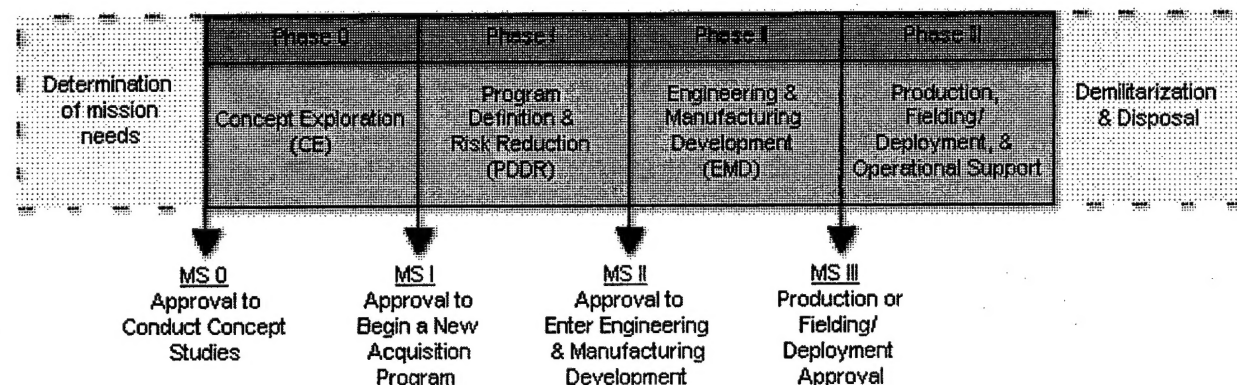 Phase 0
Phase I
Phase II
Phase III
Determination
of mission
needs
Concept Exploration
(CE)
Program
Definition &
Risk Reduction
(PDDR)
Engineering &
Manufacturing
Development
(EMD)
Production,
Fielding/
Deployment, &
Operational Support
Demilitarization
& Disposal
MS 0
Approval to
Conduct Concept
Studies
MS I
Approval to
Begin a New
Acquisition
Program
MS II
Approval to
Enter Engineering
& Manufacturing
Development
MS III
Production or
Fielding/
Deployment
Approval